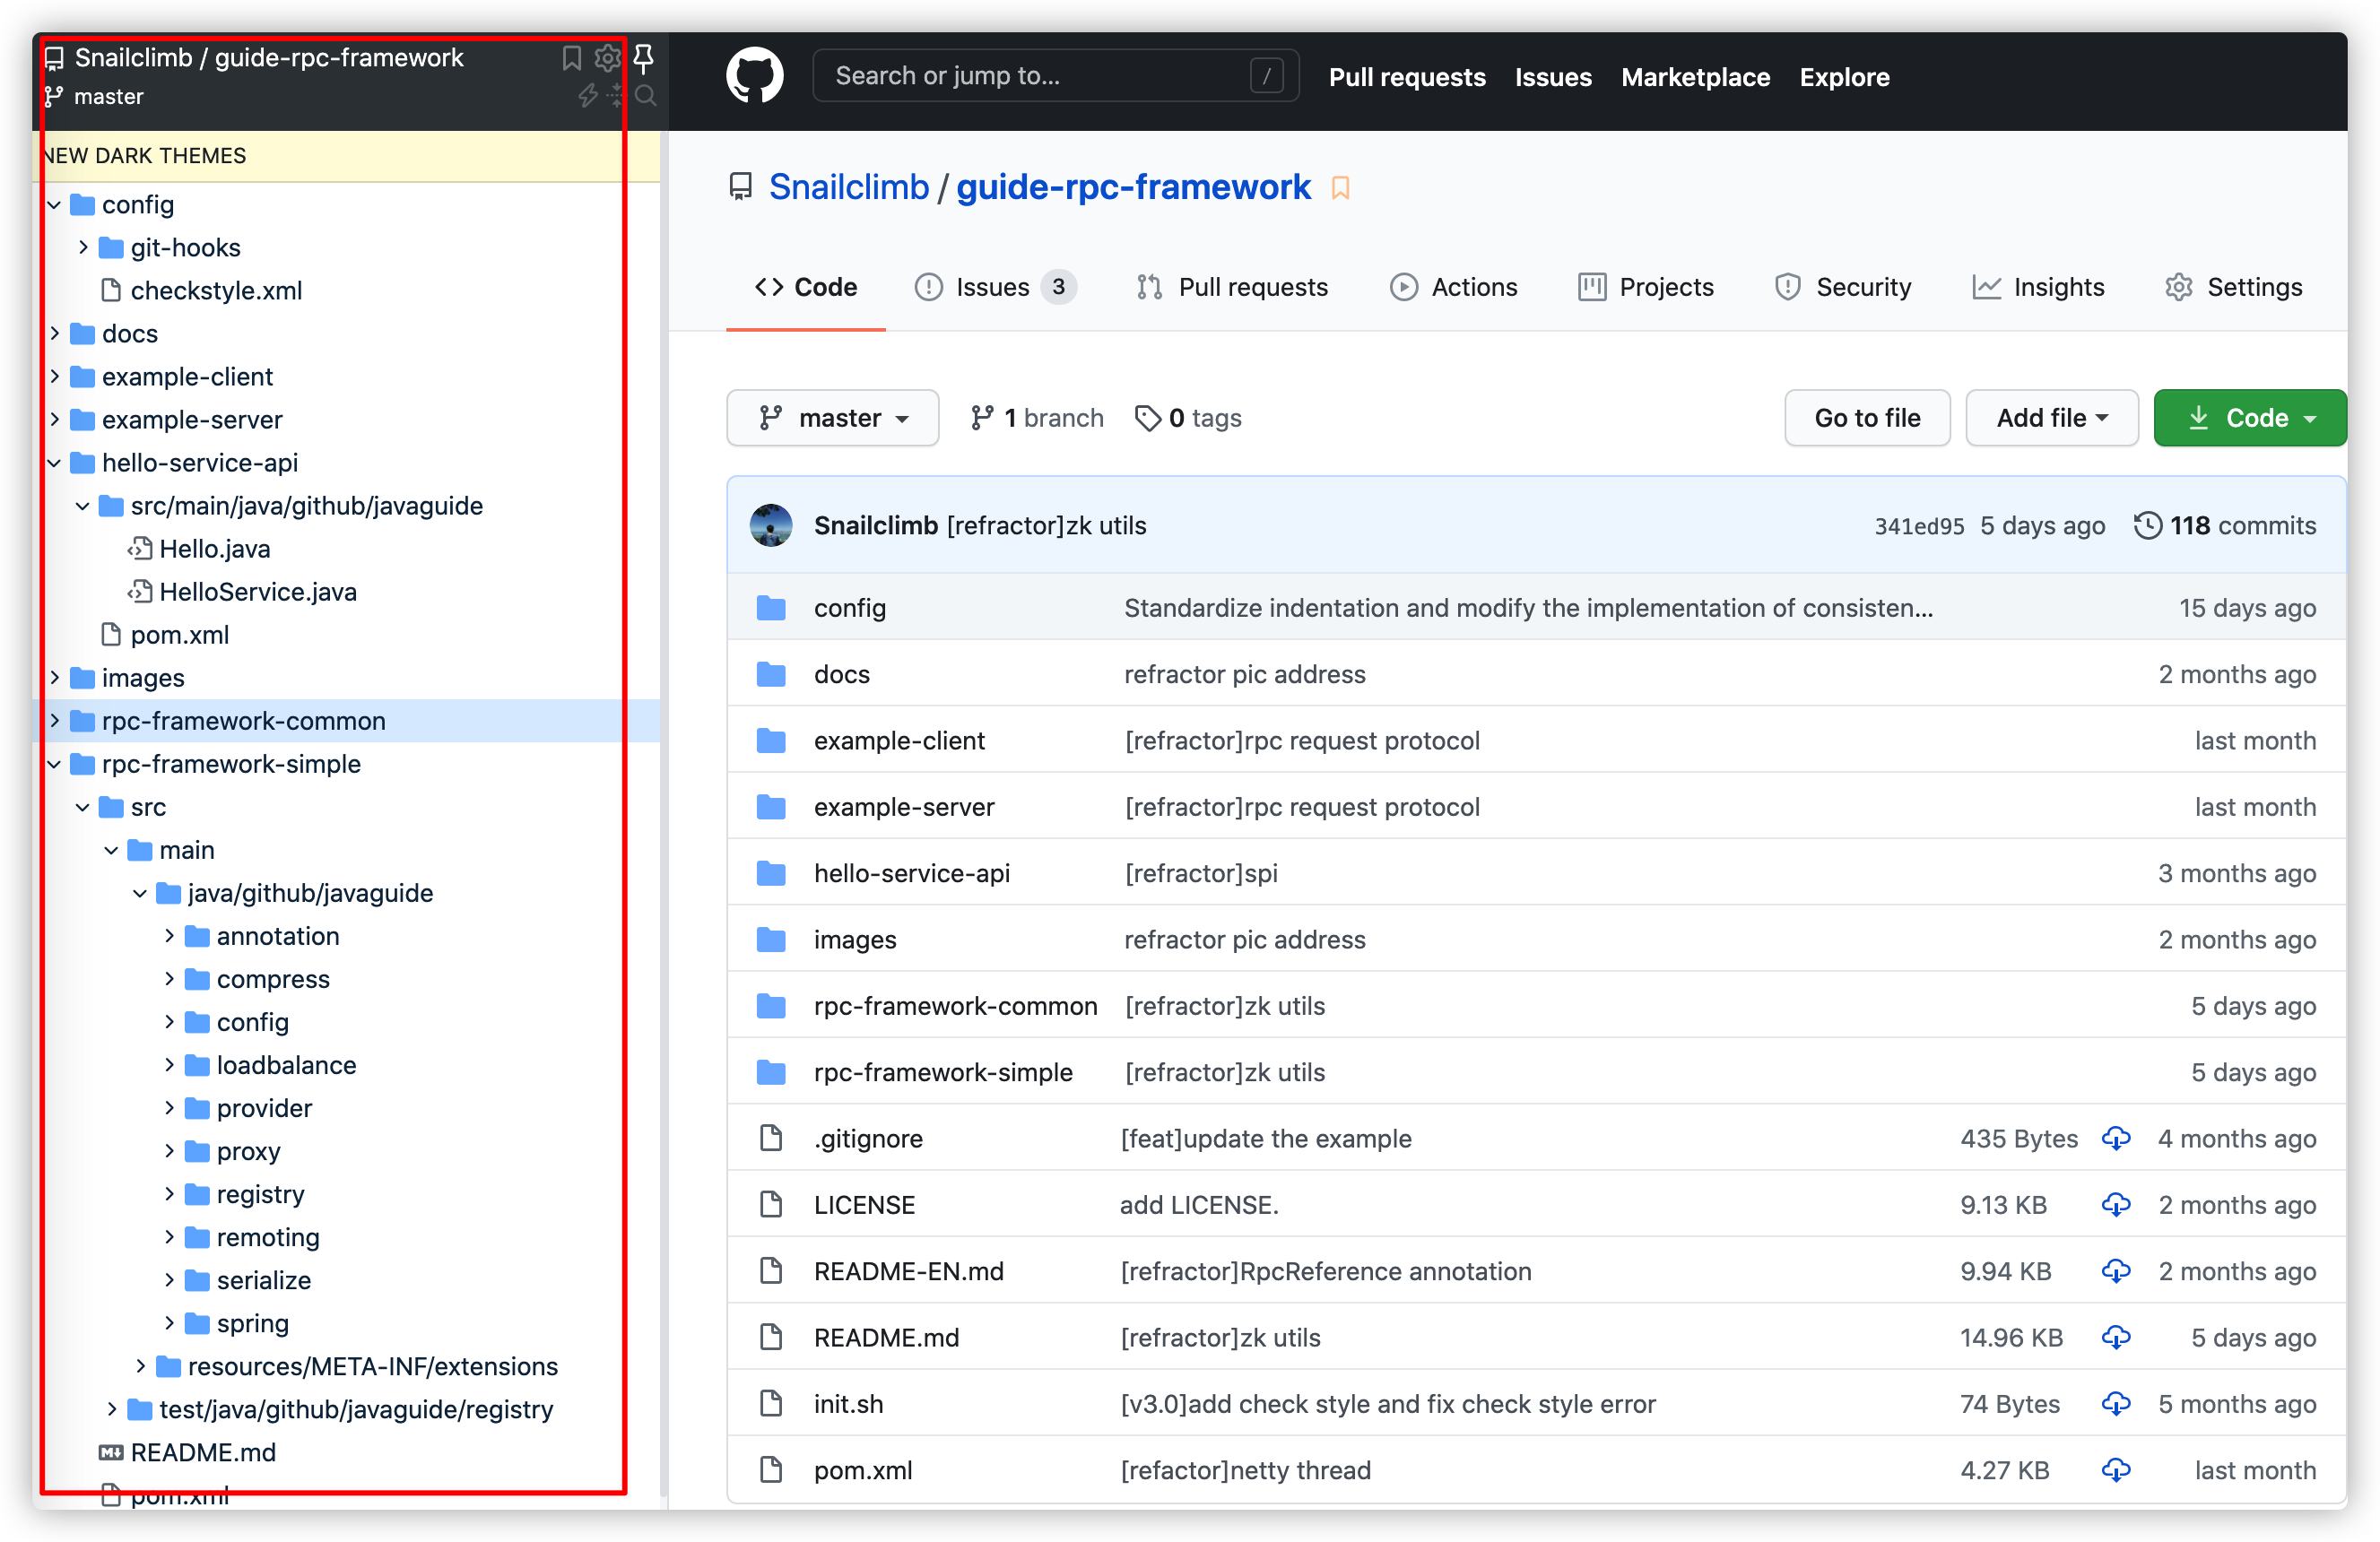 Snailclimb / guide-rpc-framework
master
NEW DARK THEMES
config
git-hooks
checkstyle.xml
docs
example-client
example-server
hello-service-api
src/main/java/github/javaguide
Hello.java
HelloService.java
pom.xml
images
rpc-framework-common
rpc-framework-simple
src
main
java/github/javaguide
annotation
compress
config
loadbalance
provider
proxy
registry
remoting
serialize
spring
resources/META-INF/extensions
test/java/github/javaguide/registry
README.md
pom.xml
Search or jump to... /
Pull requests Issues Marketplace Explore
Snailclimb / guide-rpc-framework
Code Issues 3 Pull requests Actions Projects Security Insights Settings
master 1 branch 0 tags Go to file Add file Code
Snailclimb [refractor]zk utils 341ed95 5 days ago 118 commits
config Standardize indentation and modify the implementation of consisten... 15 days ago
docs refractor pic address 2 months ago
example-client [refractor]rpc request protocol last month
example-server [refractor]rpc request protocol last month
hello-service-api [refractor]spi 3 months ago
images refractor pic address 2 months ago
rpc-framework-common [refractor]zk utils 5 days ago
rpc-framework-simple [refractor]zk utils 5 days ago
.gitignore [feat]update the example 435 Bytes 4 months ago
LICENSE add LICENSE. 9.13 KB 2 months ago
README-EN.md [refractor]RpcReference annotation 9.94 KB 2 months ago
README.md [refractor]zk utils 14.96 KB 5 days ago
init.sh [v3.0]add check style and fix check style error 74 Bytes 5 months ago
pom.xml [refactor]netty thread 4.27 KB last month